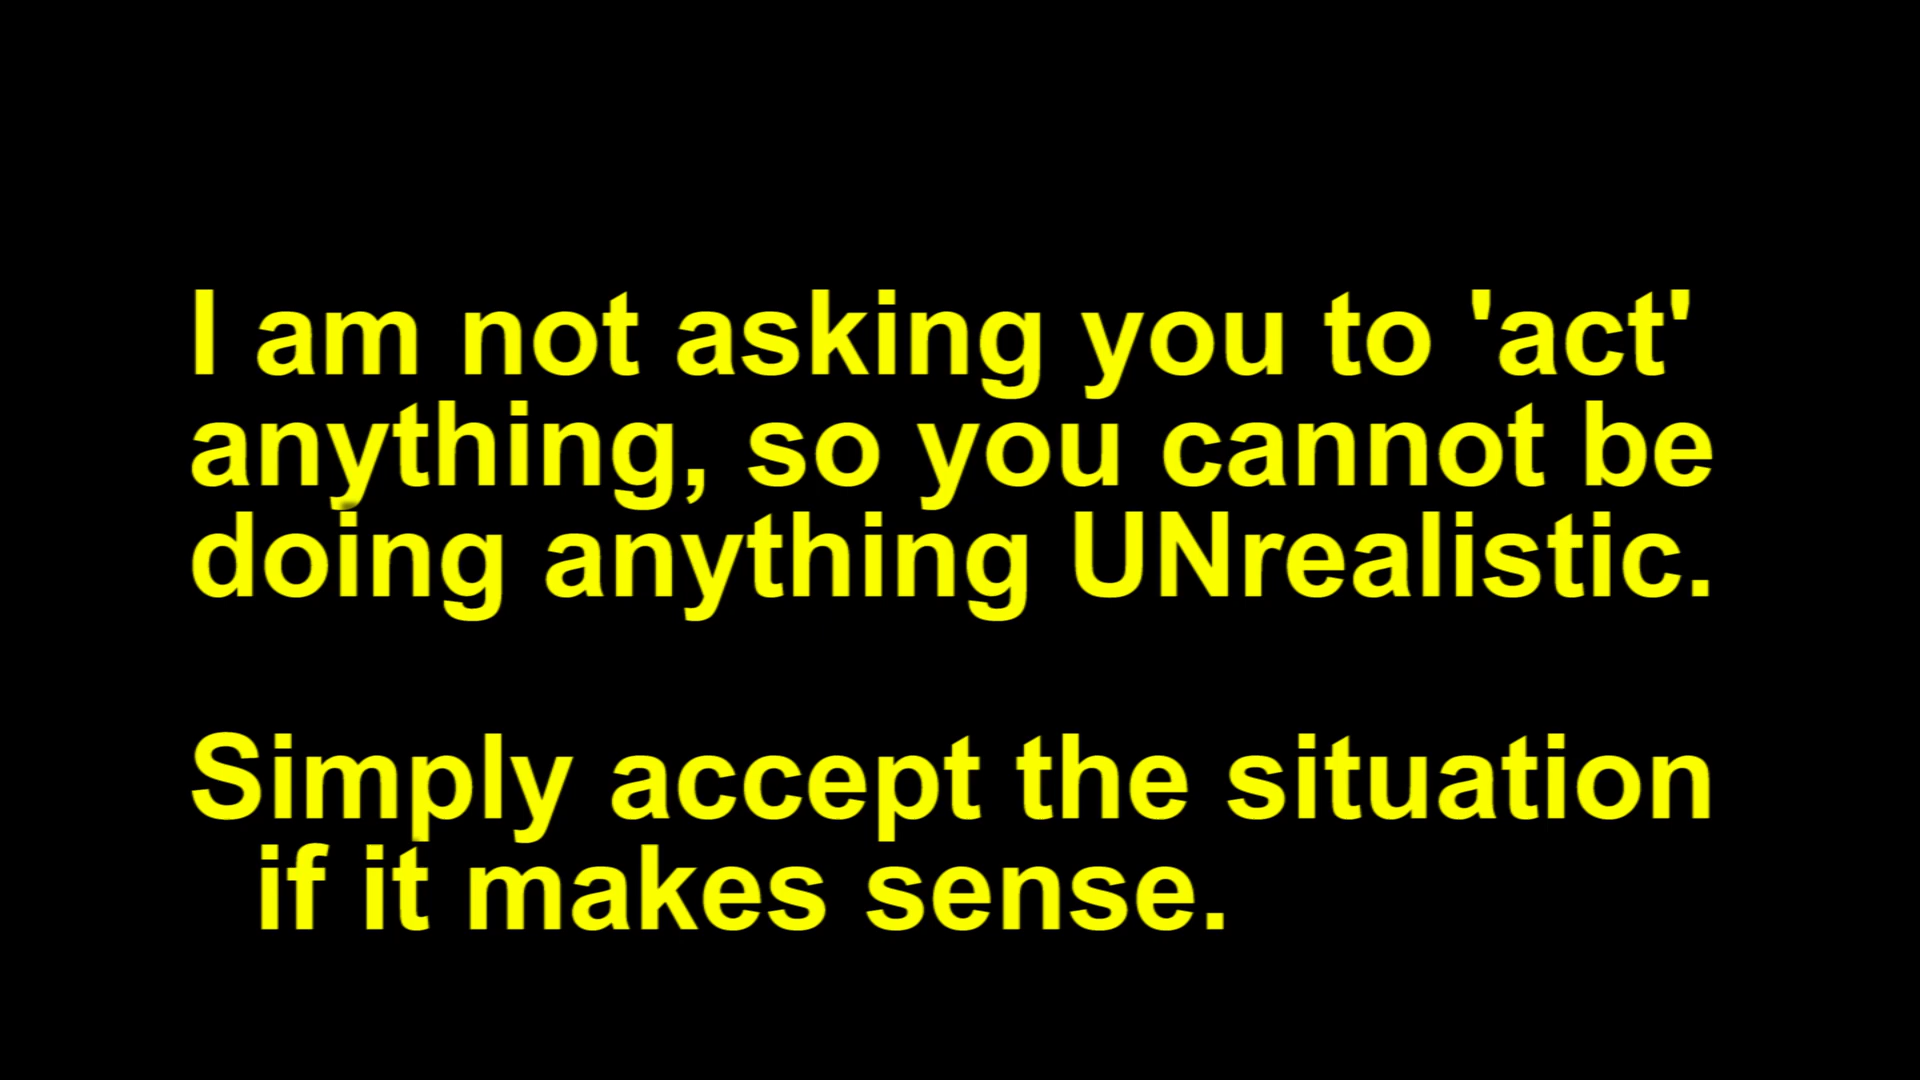 I am not asking you to 'act'
anything, so you cannot be
doing anything UNrealistic.
Simply accept the situation
if it makes sense.